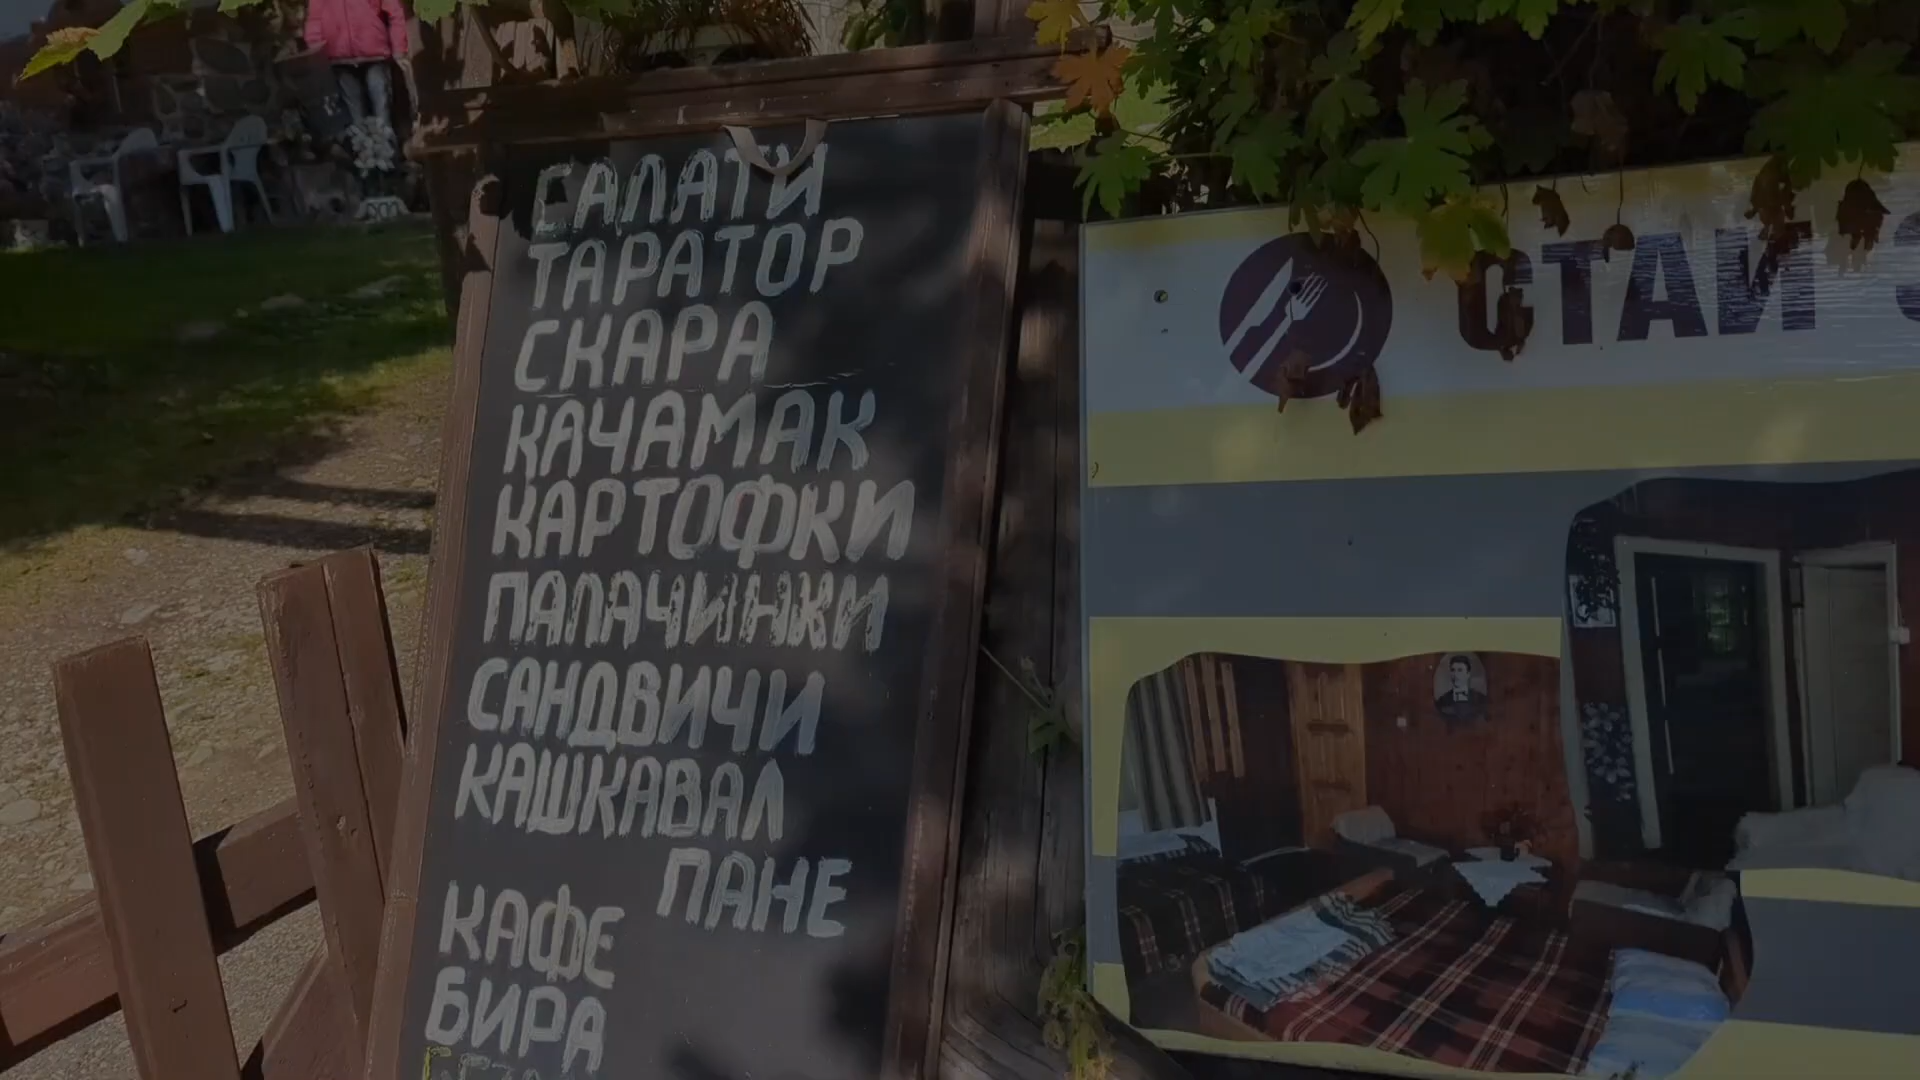 САЛАТИ
ТАРАТОР
СКАРА
КАЧАМАК
КАРТОФКИ
ПАЛАЧИНКИ
САНДВИЧИ
КАШКАВАЛ
ПАНЕ
КАФЕ
БИРА
СТАИ